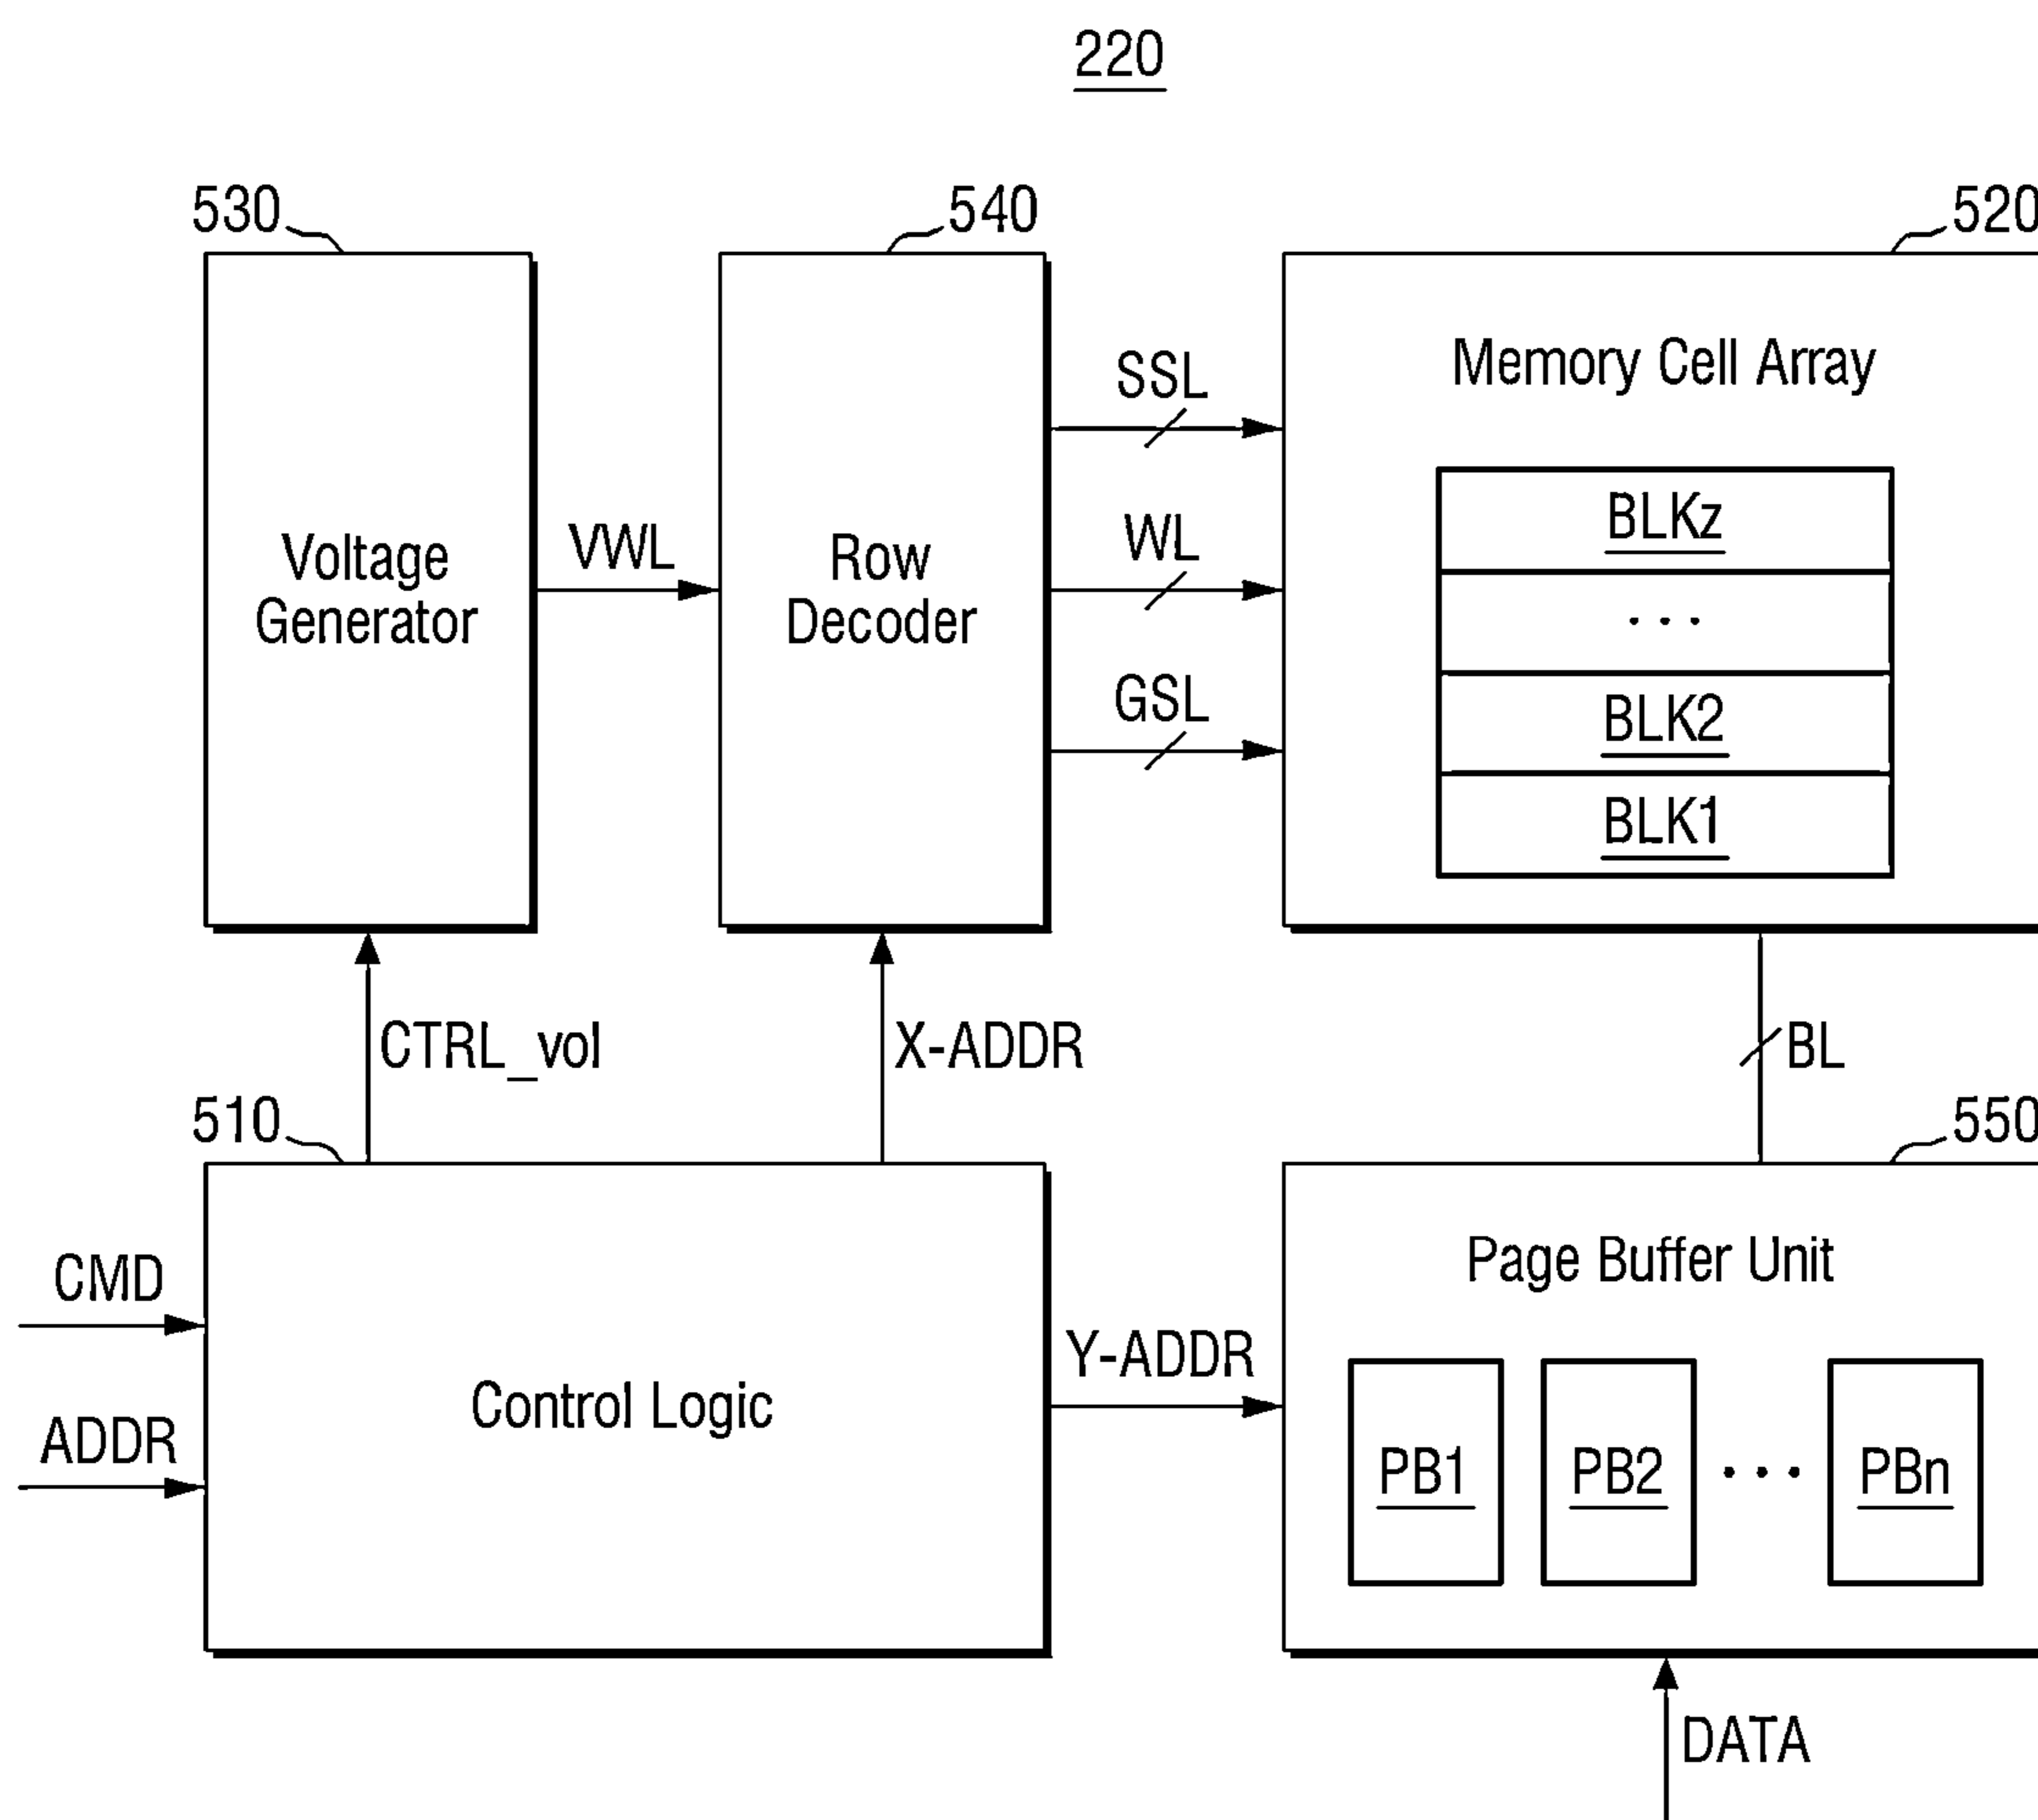 220
530
540
520
Voltage
Generator
VWL
Row
Decoder
SSL
WL
GSL
Memory Cell Array
BLKz
...
BLK2
BLK1
CTRL_vol
X-ADDR
BL
510
550
CMD
ADDR
Control Logic
Y-ADDR
Page Buffer Unit
PB1 PB2 ... PBn
DATA